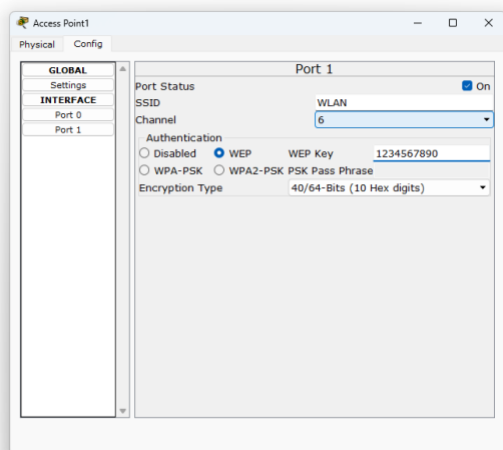 Access Point1
Physical Config
GLOBAL
Settings
INTERFACE
Port 0
Port 1
Port 1
Port Status On
SSID WLAN
Channel 6
Authentication
Disabled WEP WEP Key 1234567890
WPA-PSK WPA2-PSK PSK Pass Phrase
Encryption Type 40/64-Bits (10 Hex digits)